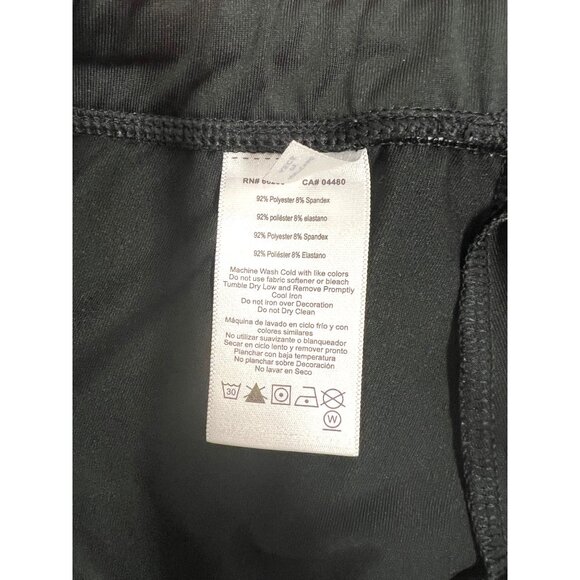 RN# CA# 04480
92% Polyester 8% Spandex
92% poliéster 8% elastano
92% Polyester 8% Spandex
92% Poliéster 8% Elastano
Machine Wash Cold with like colors
Do not use fabric softener or bleach
Tumble Dry Low and Remove Promptly
Cool Iron
Do not iron over Decoration
Do not Dry Clean
Máquina de lavado en ciclo frío y con
colores similares
No utilizar suavizante o blanqueador
Secar en ciclo lento y remover pronto
Planchar con baja temperatura
No planchar sobre Decoración
No lavar en Seco
30
W